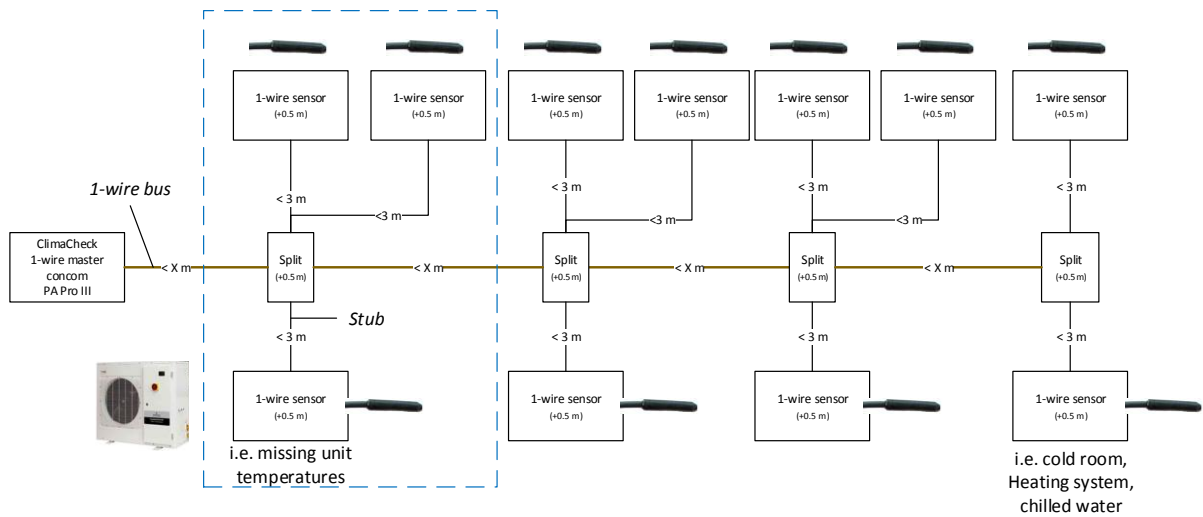 1-wire sensor
(+0.5 m)
1-wire sensor
(+0.5 m)
1-wire sensor
(+0.5 m)
1-wire sensor
(+0.5 m)
1-wire sensor
(+0.5 m)
1-wire sensor
(+0.5 m)
1-wire sensor
(+0.5 m)
1-wire bus
< 3 m
<3 m
< 3 m
<3 m
< 3 m
<3 m
< 3 m
ClimaCheck
1-wire master
concom
PA Pro III
< X m
Split
(+0.5 m)
< X m
Split
(+0.5 m)
< X m
Split
(+0.5 m)
< X m
Split
(+0.5 m)
Stub
< 3 m
< 3 m
< 3 m
< 3 m
1-wire sensor
(+0.5 m)
1-wire sensor
(+0.5 m)
1-wire sensor
(+0.5 m)
1-wire sensor
(+0.5 m)
i.e. missing unit
temperatures
i.e. cold room,
Heating system,
chilled water